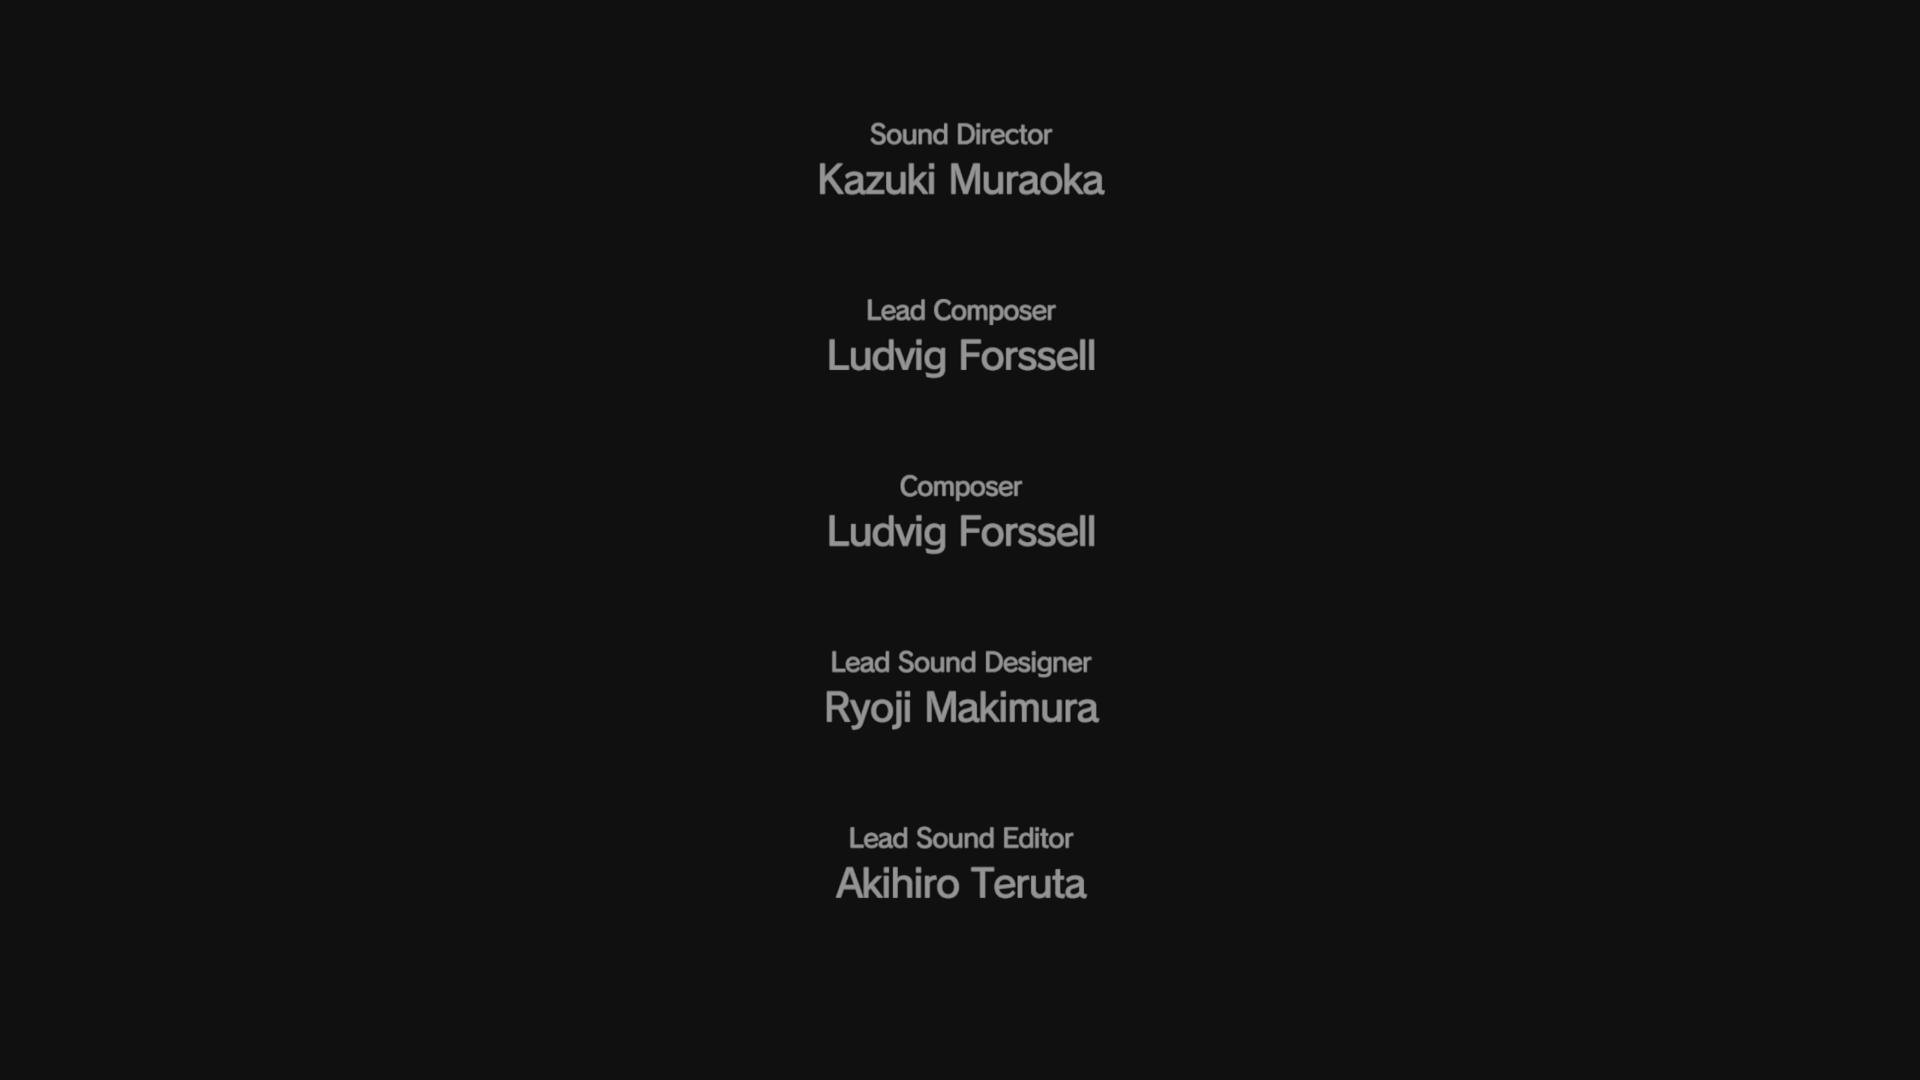 Sound Director
Kazuki Muraoka
Lead Composer
Ludvig Forssell
Composer
Ludvig Forssell
Lead Sound Designer
Ryoji Makimura
Lead Sound Editor
Akihiro Teruta